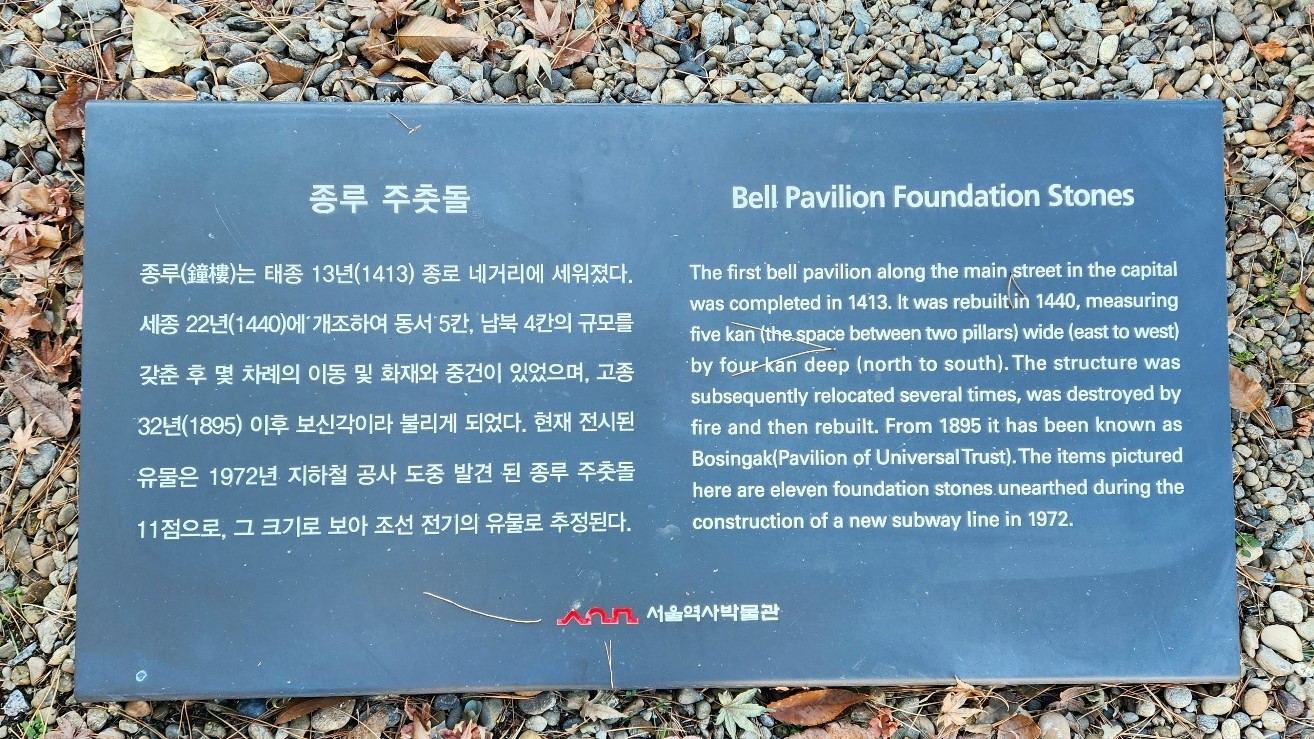 종루 주춧돌
종루(鐘樓)는 태종 13년(1413) 종로 네거리에 세워졌다.
세종 22년(1440)에 개조하여 동서 5칸, 남북 4칸의 규모를
갖춘 후 몇 차례의 이동 및 화재와 중건이 있었으며, 고종
32년(1895) 이후 보신각이라 불리게 되었다. 현재 전시된
유물은 1972년 지하철 공사 도중 발견 된 종루 주춧돌
11점으로, 그 크기로 보아 조선 전기의 유물로 추정된다.
Bell Pavilion Foundation Stones
The first bell pavilion along the main street in the capital
was completed in 1413. It was rebuilt in 1440, measuring
five kan (the space between two pillars) wide (east to west)
by four kan deep (north to south). The structure was
subsequently relocated several times, was destroyed by
fire and then rebuilt. From 1895 it has been known as
Bosingak(Pavilion of Universal Trust). The items pictured
here are eleven foundation stones unearthed during the
construction of a new subway line in 1972.
서울역사박물관